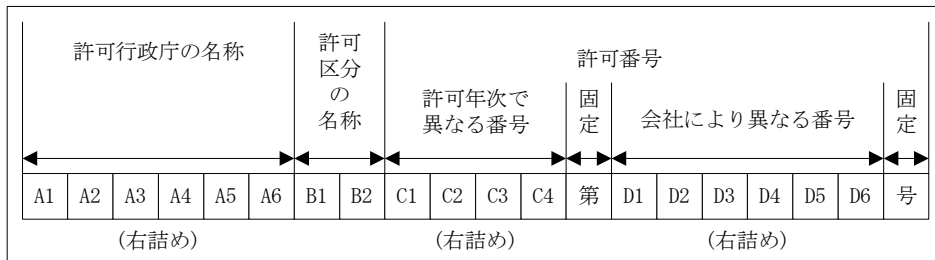 許可行政庁の名称
許可
区分
の
名称
許可番号
許可年次で
異なる番号
固
定
会社により異なる番号
固
定
A1 A2 A3 A4 A5 A6 B1 B2 C1 C2 C3 C4 第 D1 D2 D3 D4 D5 D6 号
(右詰め) (右詰め) (右詰め)